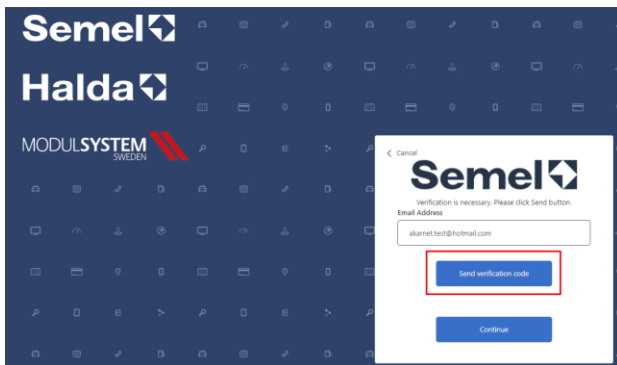 Semel
Halda
MODULSYSTEM
SWEDEN
Cancel
Semel
Verification is necessary. Please click Send button.
Email Address
akarnet.test@hotmail.com
Send verification code
Continue